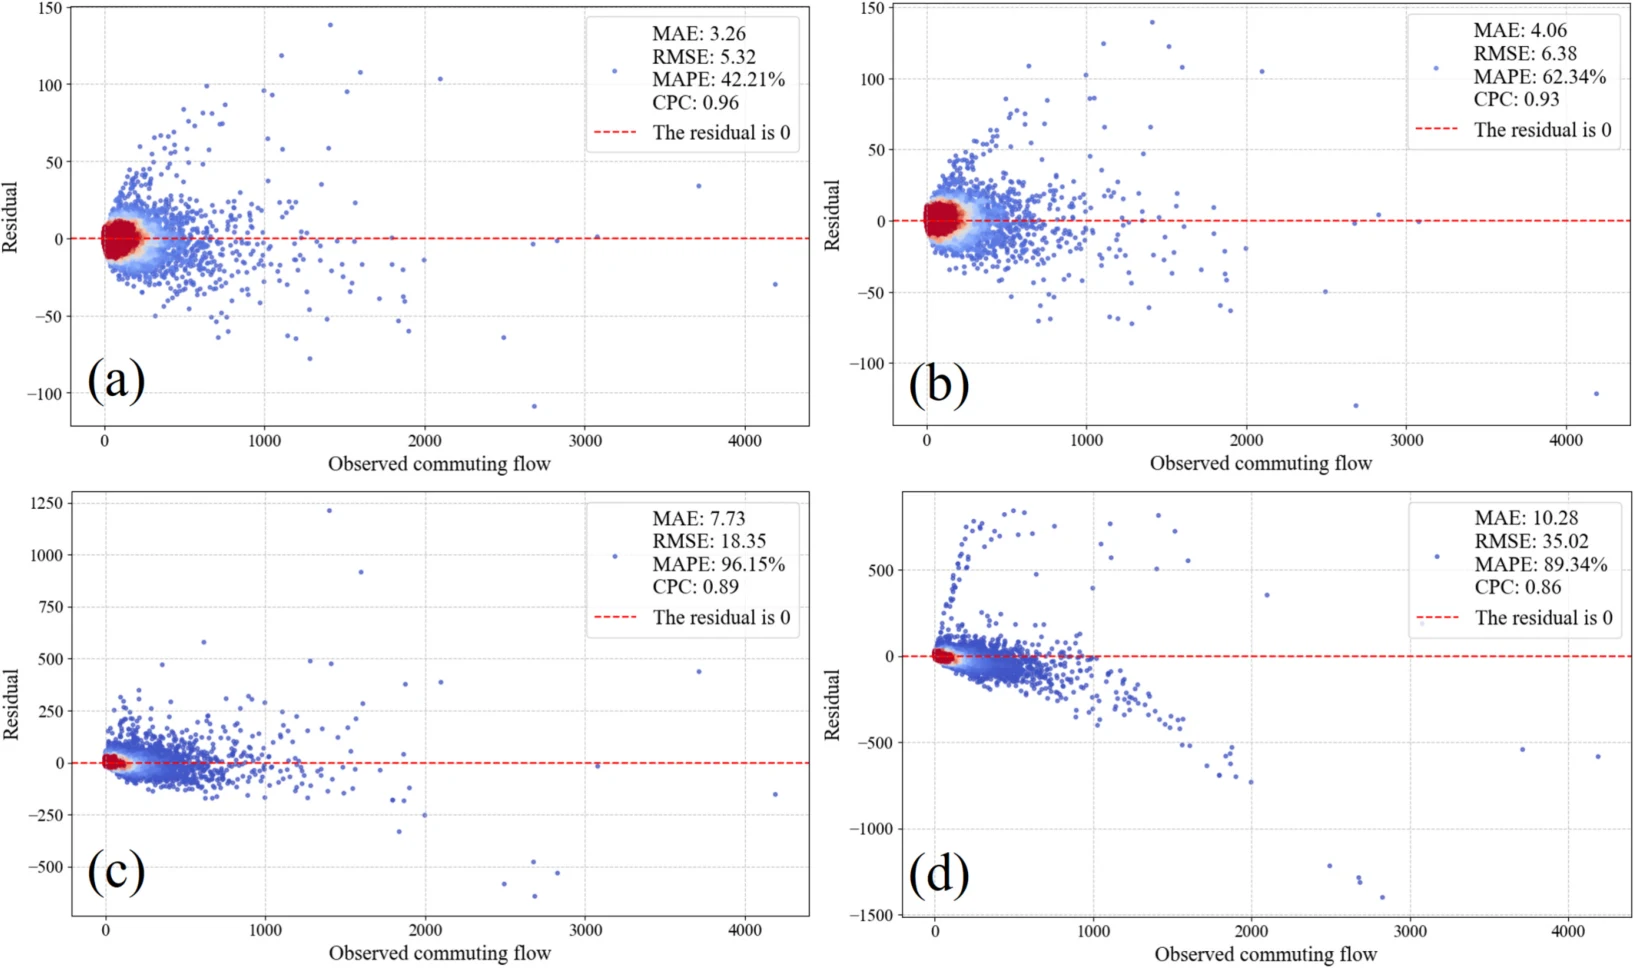 150
100
50
0
−50
−100
Residual
MAE: 3.26
RMSE: 5.32
MAPE: 42.21%
CPC: 0.96
The residual is 0
(a)
0 1000 2000 3000 4000
Observed commuting flow
150
100
50
0
−50
−100
Residual
MAE: 4.06
RMSE: 6.38
MAPE: 62.34%
CPC: 0.93
The residual is 0
(b)
0 1000 2000 3000 4000
Observed commuting flow
1250
1000
750
500
250
0
−250
−500
Residual
MAE: 7.73
RMSE: 18.35
MAPE: 96.15%
CPC: 0.89
The residual is 0
(c)
0 1000 2000 3000 4000
Observed commuting flow
500
0
−500
−1000
−1500
Residual
MAE: 10.28
RMSE: 35.02
MAPE: 89.34%
CPC: 0.86
The residual is 0
(d)
0 1000 2000 3000 4000
Observed commuting flow